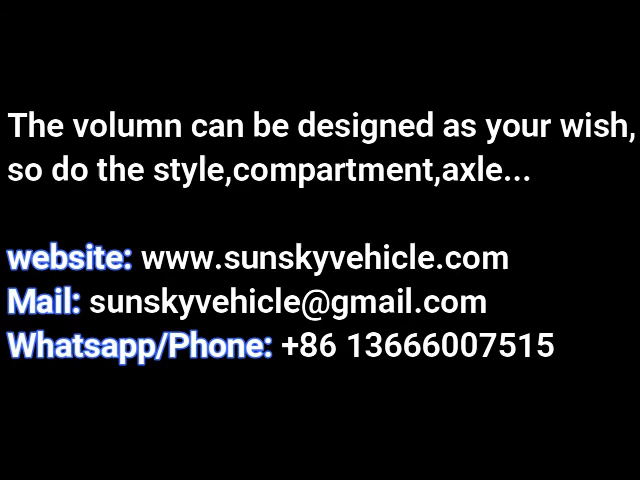 The volumn can be designed as your wish,
so do the style,compartment,axle...
website: www.sunskyvehicle.com
Mail: sunskyvehicle@gmail.com
Whatsapp/Phone: +86 13666007515